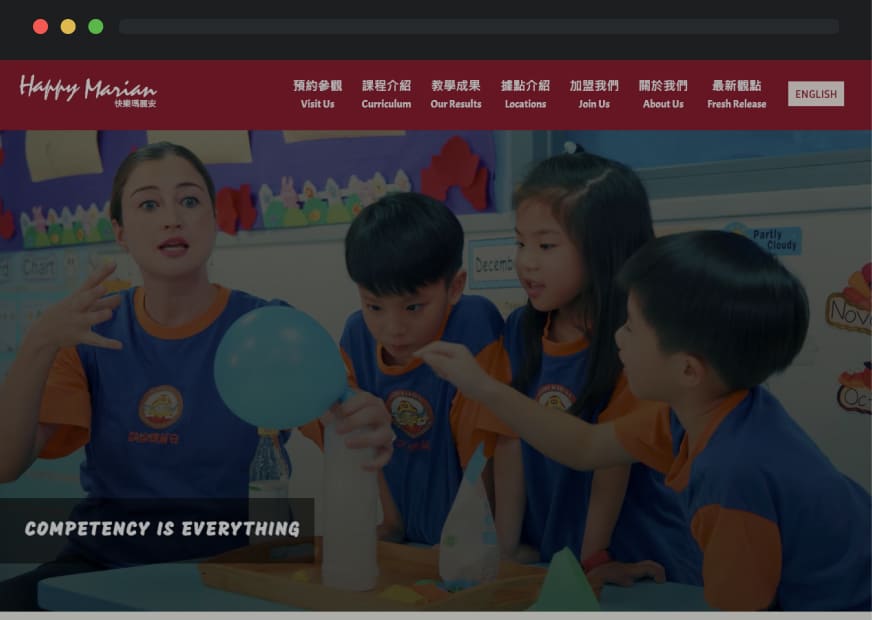 Happy Marian
快樂瑪麗安
預約參觀 課程介紹 教學成果 據點介紹 加盟我們 關於我們 最新觀點
Visit Us Curriculum Our Results Locations Join Us About Us Fresh Release
ENGLISH
Partly
Cloudy
Chart
Decemb
Nov
Oct
COMPETENCY IS EVERYTHING